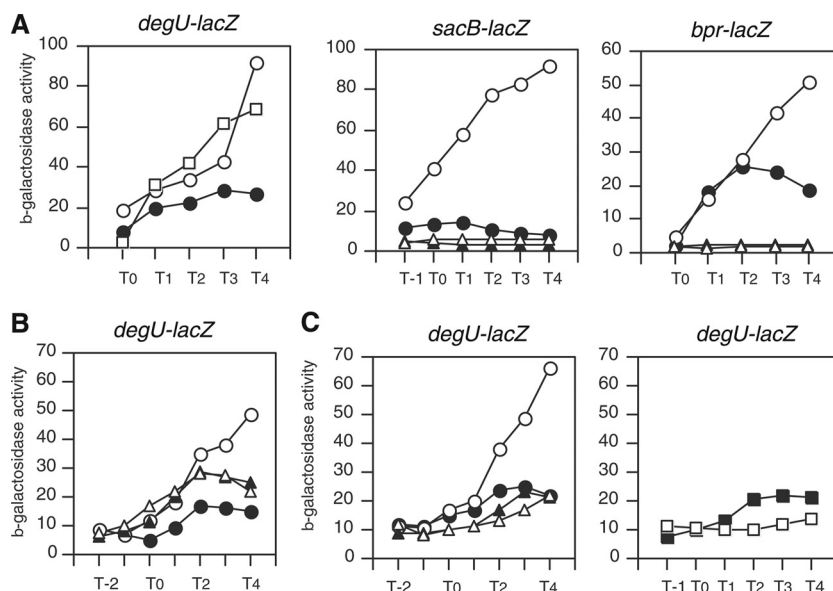 A
degU-lacZ
sacB-lacZ
bpr-lacZ
b-galactosidase activity
100
80
60
40
20
0
T0 T1 T2 T3 T4
100
80
60
40
20
0
T-1 T0 T1 T2 T3 T4
60
50
40
30
20
10
0
T0 T1 T2 T3 T4
B
degU-lacZ
b-galactosidase activity
70
60
50
40
30
20
10
0
T-2 T0 T2 T4
C
degU-lacZ
degU-lacZ
b-galactosidase activity
70
60
50
40
30
20
10
0
T-2 T0 T2 T4
70
60
50
40
30
20
10
0
T-1 T0 T1 T2 T3 T4